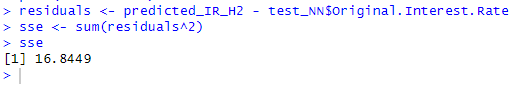 > residuals <- predicted_IR_H2 - test_NN$Original.Interest.Rate
> sse <- sum(residuals^2)
> sse
[1] 16.8449
>